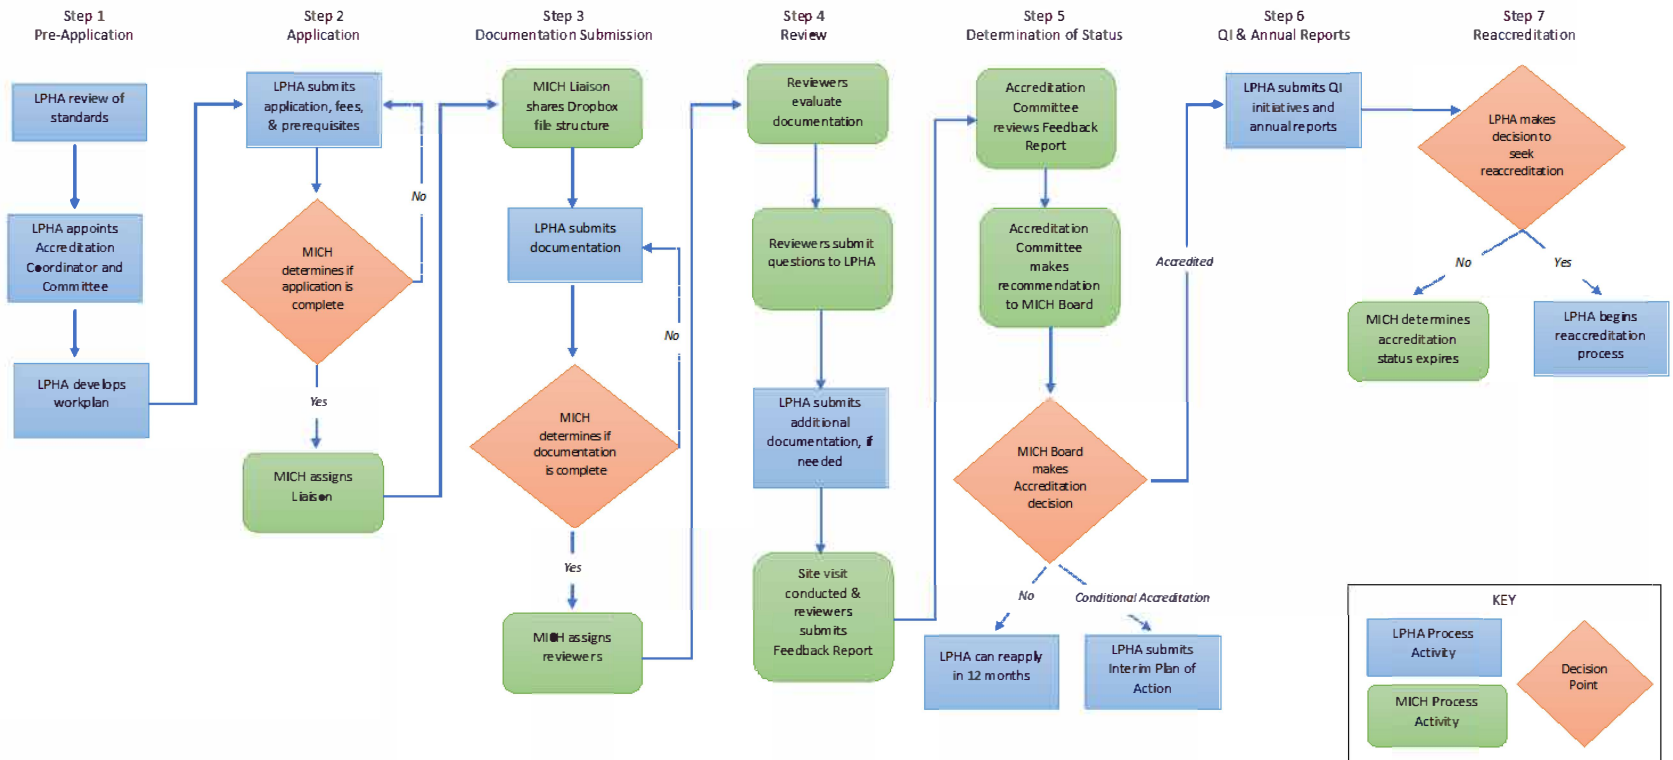 Step 1
Pre-Application
LPHA review of
standards
LPHA appoints
Accreditation
Coordinator and
Committee
LPHA develops
workplan
Step 2
Application
LPHA submits
application, fees,
& prerequisites
No
MICH
determines if
application is
complete
Yes
MICH assigns
Liaison
Step 3
Documentation Submission
MICH Liaison
shares Dropbox
file structure
LPHA submits
documentation
No
MICH
determines if
documentation
is complete
Yes
MICH assigns
reviewers
Step 4
Review
Reviewers
evaluate
documentation
Reviewers submit
questions to LPHA
LPHA submits
additional
documentation, if
needed
Site visit
conducted &
reviewers
submits
Feedback Report
Step 5
Determination of Status
Accreditation
Committee
reviews Feedback
Report
Accreditation
Committee
makes
recommendation
to MICH Board
MICH Board
makes
Accreditation
decision
Accredited
No
Conditional Accreditation
LPHA can reapply
in 12 months
LPHA submits
Interim Plan of
Action
Step 6
QI & Annual Reports
LPHA submits QI
initiatives and
annual reports
Step 7
Reaccreditation
LPHA makes
decision to
seek
reaccreditation
No
Yes
MICH determines
accreditation
status expires
LPHA begins
reaccreditation
process
KEY
LPHA Process
Activity
MICH Process
Activity
Decision
Point